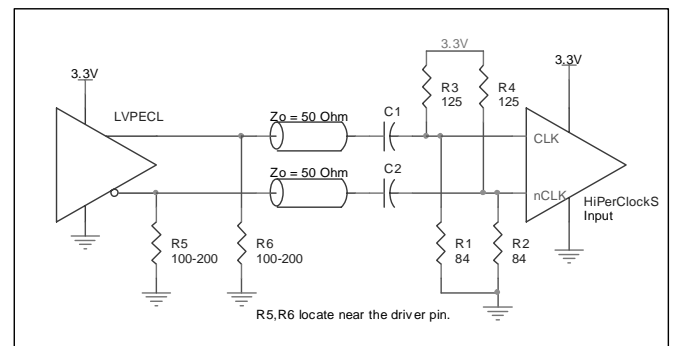 3.3V
3.3V
3.3V
LVPECL
Zo = 50 Ohm
C1
R3
125
R4
125
CLK
Zo = 50 Ohm
C2
nCLK
HiPerClockS
Input
R5
100-200
R6
100-200
R1
84
R2
84
R5,R6 locate near the driver pin.